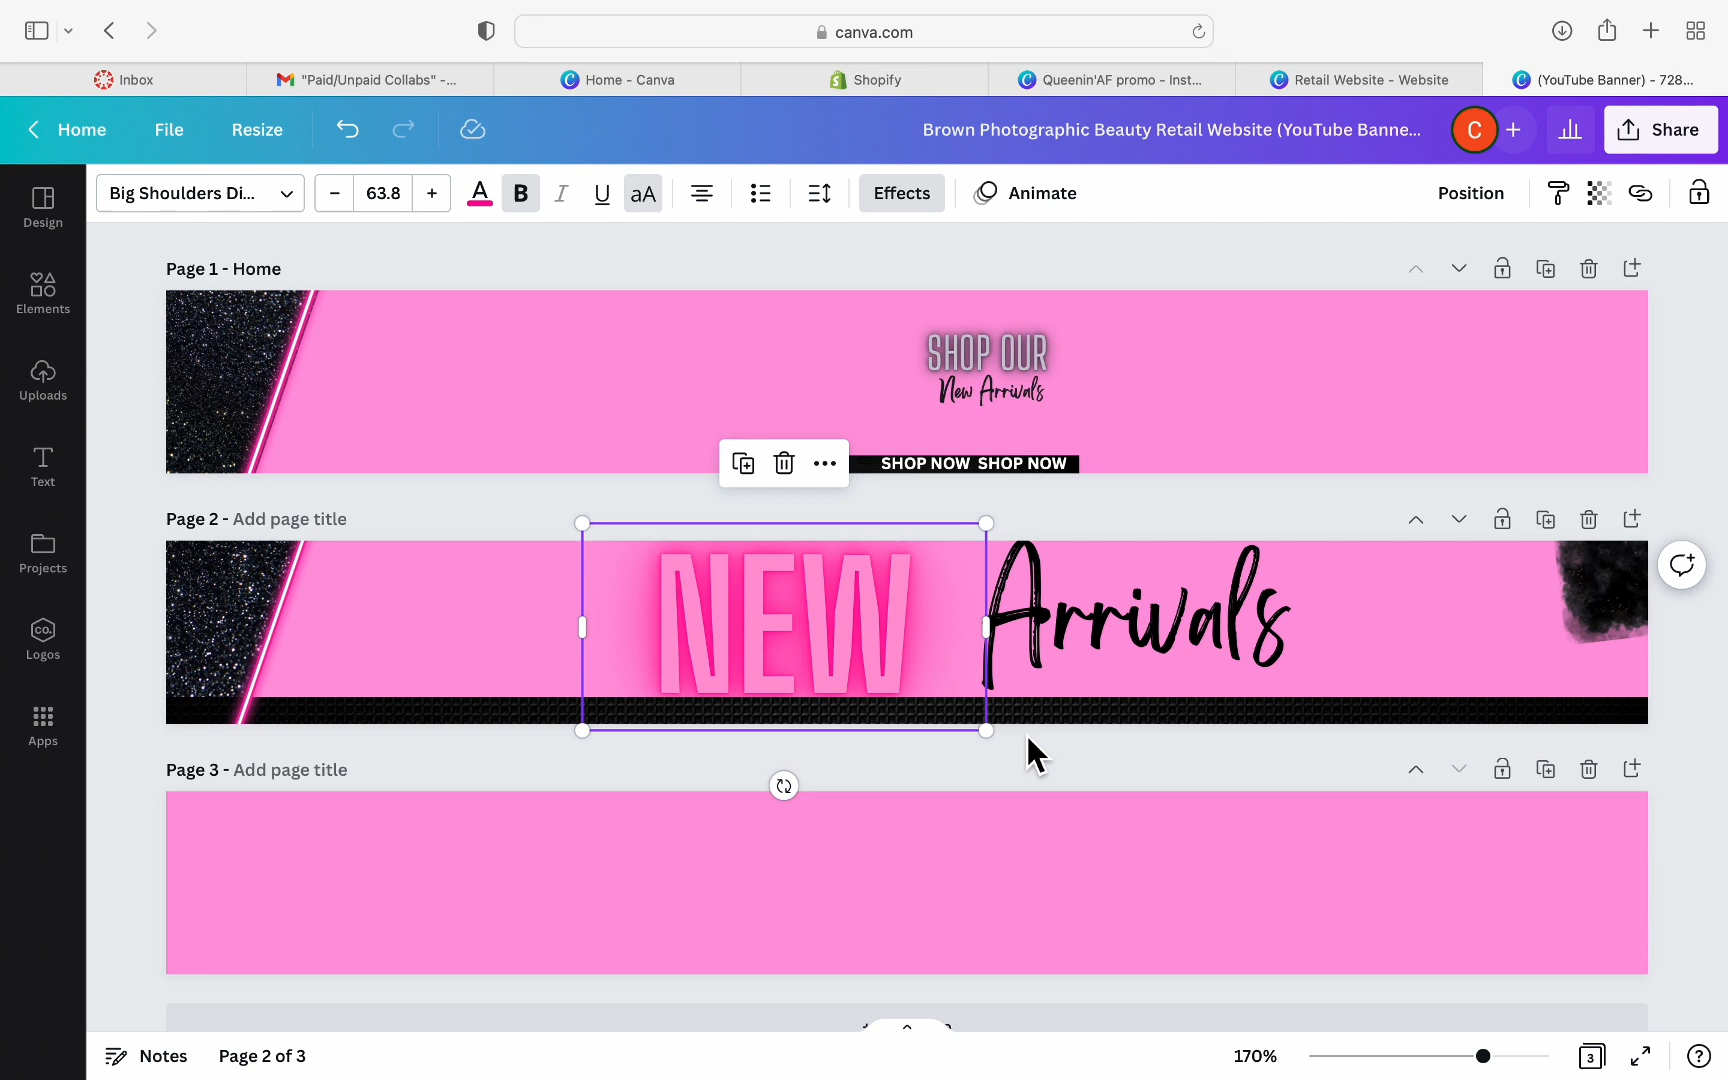 canva.com
Inbox
"Paid/Unpaid Collabs" -...
Home - Canva
Shopify
Queenin'AF promo - Inst...
Retail Website - Website
(YouTube Banner) - 728...
Home
File
Resize
Brown Photographic Beauty Retail Website (YouTube Banne...
C
+
Share
Big Shoulders Di...
- 63.8 +
A
B
I
U
aA
Effects
Animate
Position
Design
Elements
Uploads
Text
Projects
CO.
Logos
Apps
Page 1 - Home
SHOP OUR
New Arrivals
SHOP NOW SHOP NOW
Page 2 - Add page title
NEW
Arrivals
Page 3 - Add page title
Notes
Page 2 of 3
170%
3
?